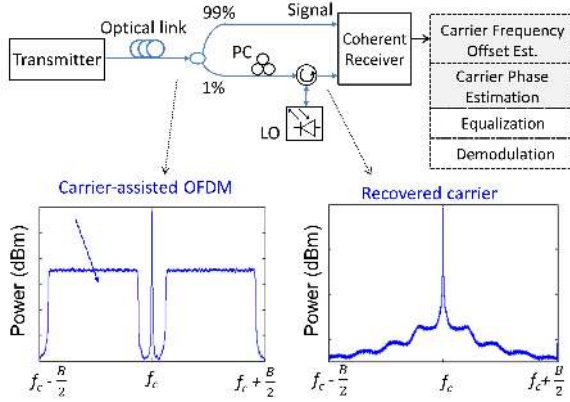 Optical link
99%
Signal
Transmitter
PC
1%
LO
Coherent
Receiver
Carrier Frequency
Offset Est.
Carrier Phase
Estimation
Equalization
Demodulation
Carrier-assisted OFDM
Power (dBm)
f_c - B/2
f_c
f_c + B/2
Recovered carrier
Power (dBm)
f_c - B/2
f_c
f_c + B/2